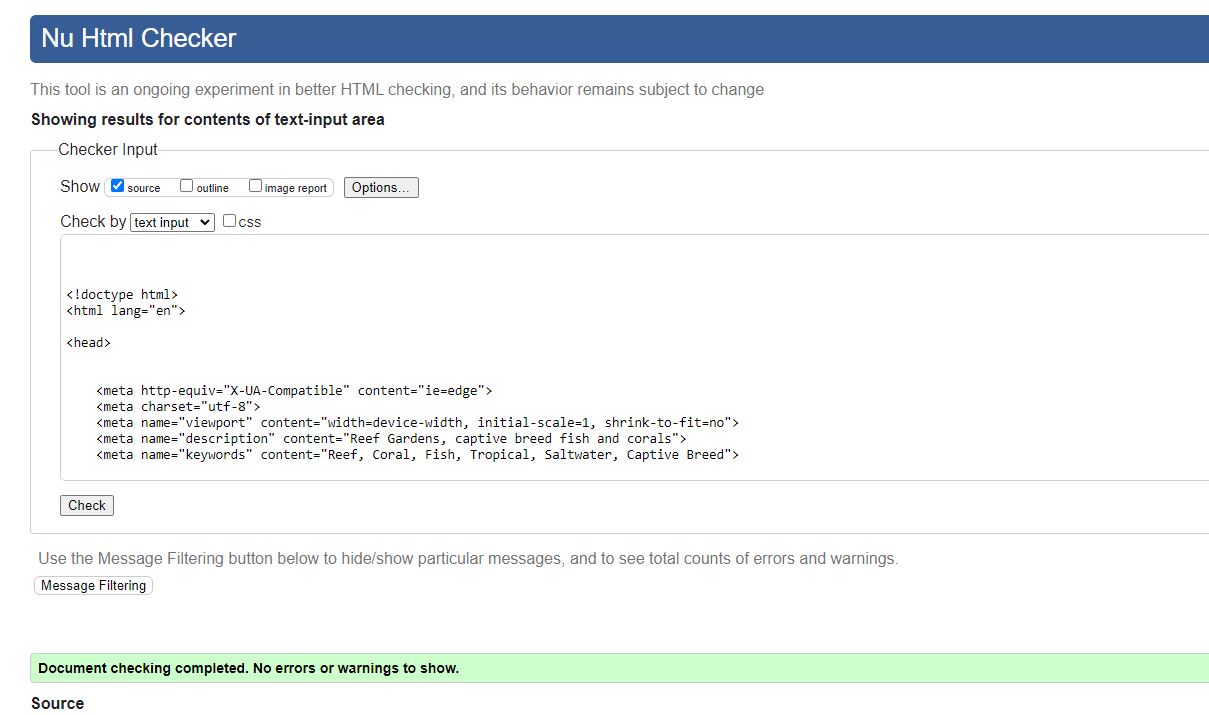 Nu Html Checker
This tool is an ongoing experiment in better HTML checking, and its behavior remains subject to change
Showing results for contents of text-input area
Checker Input
Show source outline image report Options...
Check by text input css
<!doctype html>
<html lang="en">
<head>
<meta http-equiv="X-UA-Compatible" content="ie=edge">
<meta charset="utf-8">
<meta name="viewport" content="width=device-width, initial-scale=1, shrink-to-fit=no">
<meta name="description" content="Reef Gardens, captive breed fish and corals">
<meta name="keywords" content="Reef, Coral, Fish, Tropical, Saltwater, Captive Breed">
Check
Use the Message Filtering button below to hide/show particular messages, and to see total counts of errors and warnings.
Message Filtering
Document checking completed. No errors or warnings to show.
Source